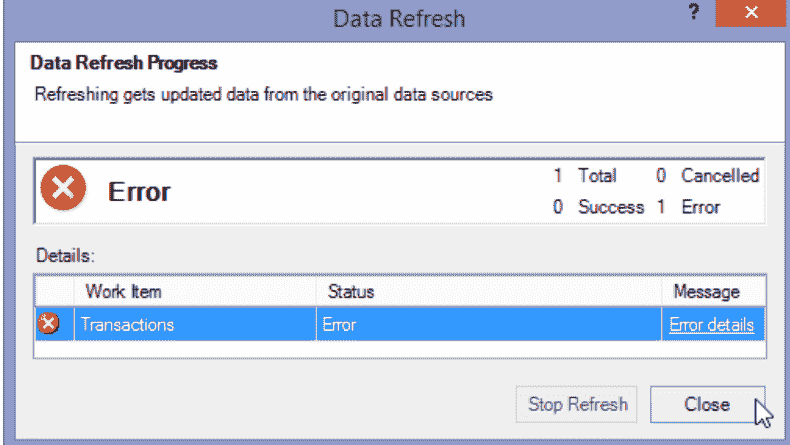 Data Refresh ?
Data Refresh Progress
Refreshing gets updated data from the original data sources
Error
1 Total 0 Cancelled
0 Success 1 Error
Details:
Work Item Status Message
Transactions Error Error details
Stop Refresh Close